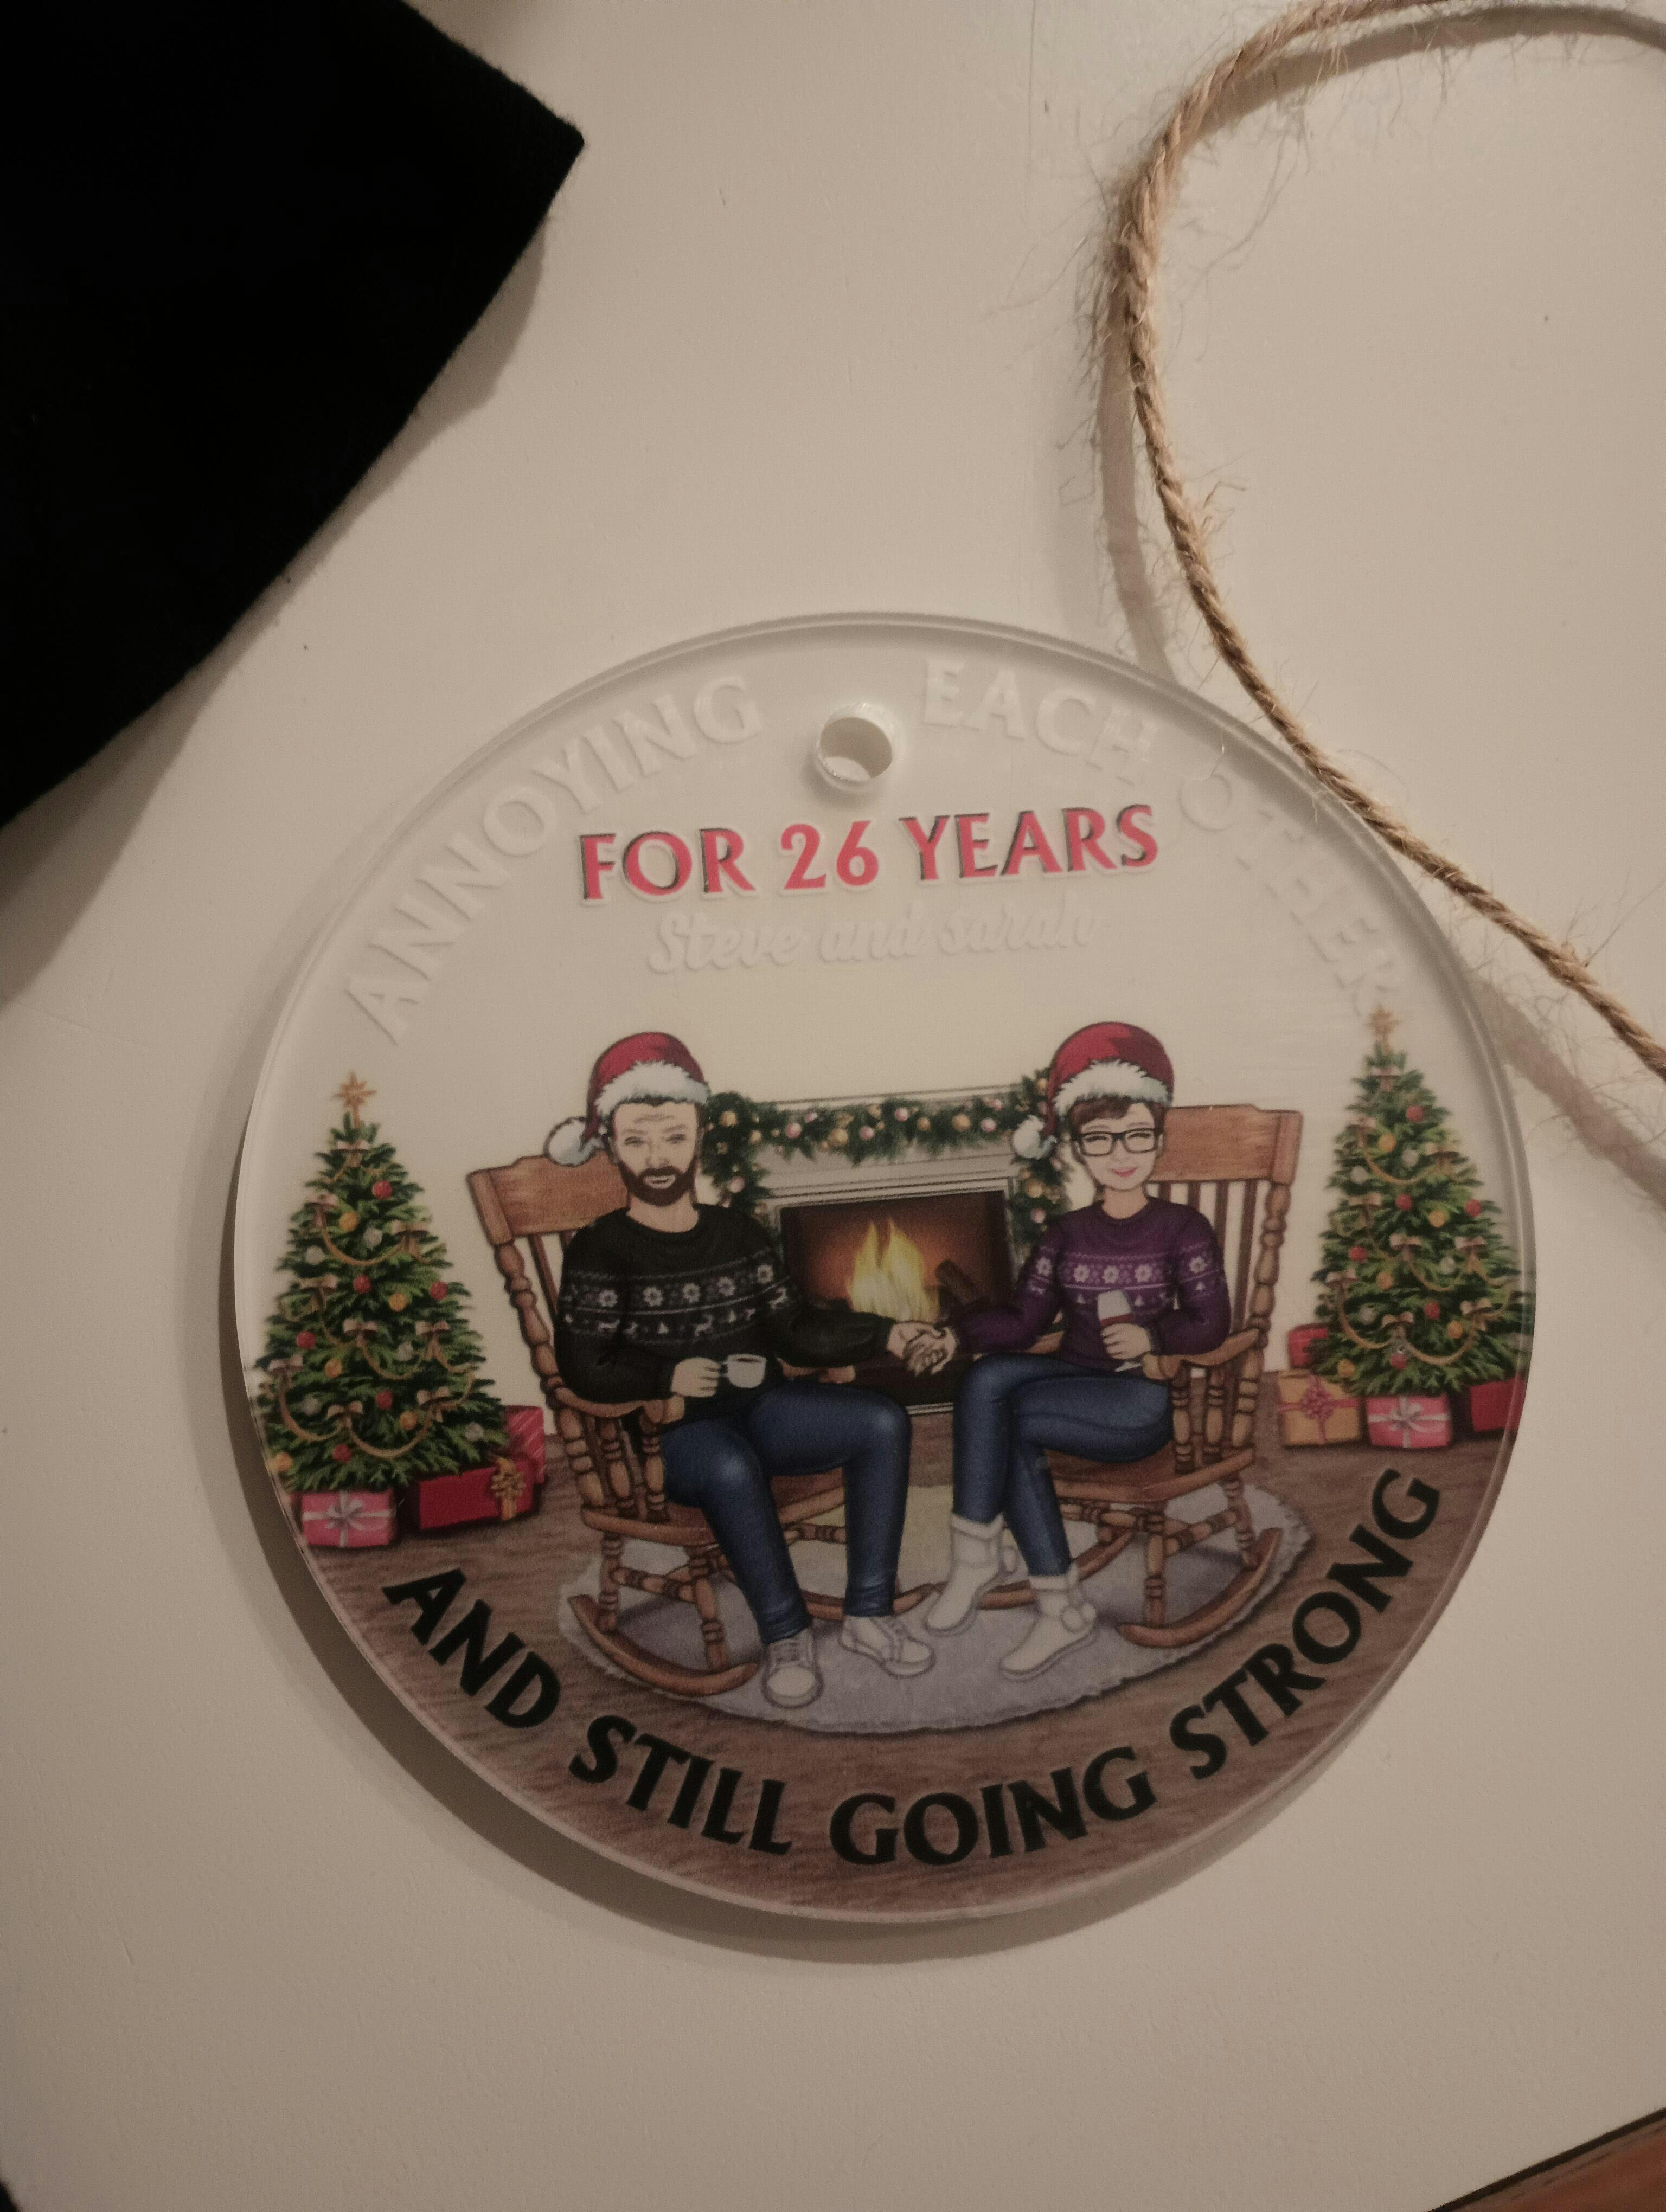 ANNOYING EACH OTHER
FOR 26 YEARS
Steve and sarah
AND STILL GOING STRONG